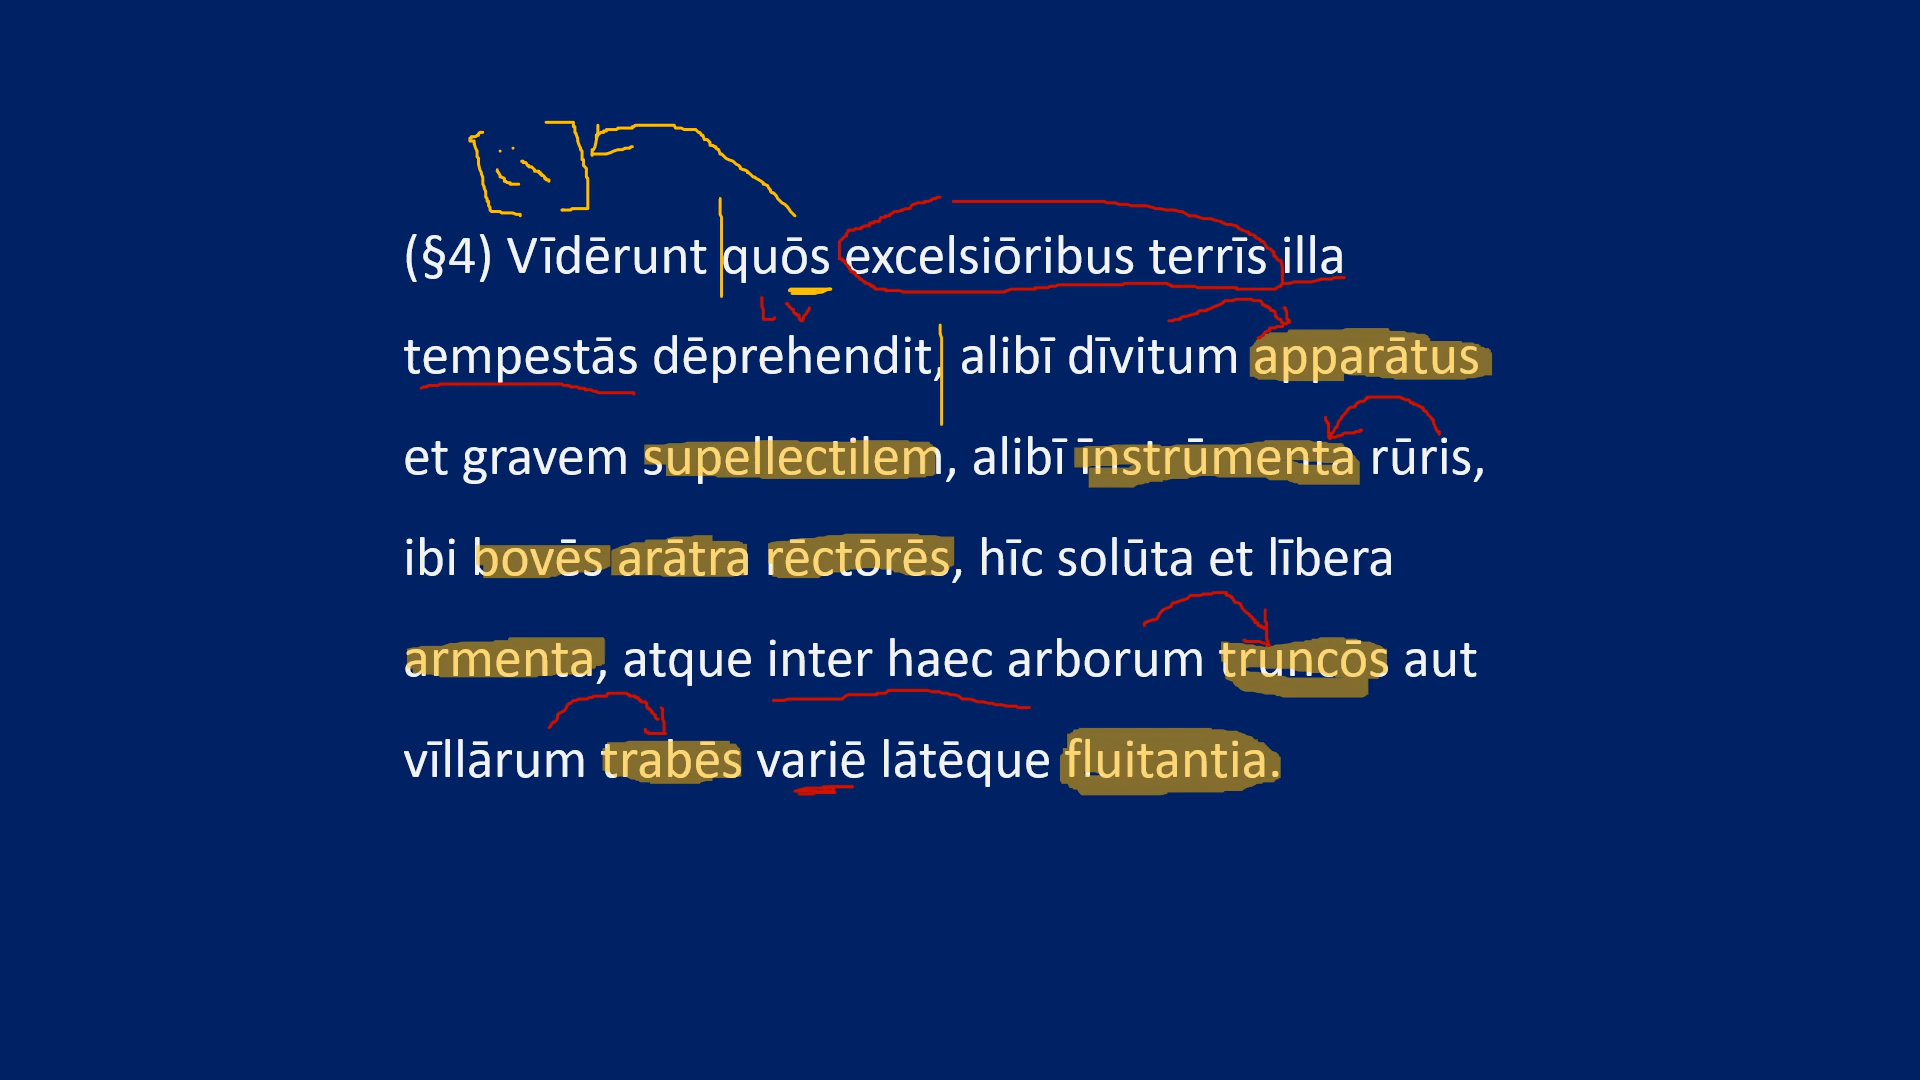 (§4) Vīdērunt quōs excelsiōribus terrīs illa
tempestās dēprehendit, alibī dīvitum apparātus
et gravem supellectilem, alibī īnstrūmenta rūris,
ibi bovēs arātra rēctōrēs, hīc solūta et lībera
armenta, atque inter haec arborum truncōs aut
vīllārum trabēs variē lātēque fluitantia.